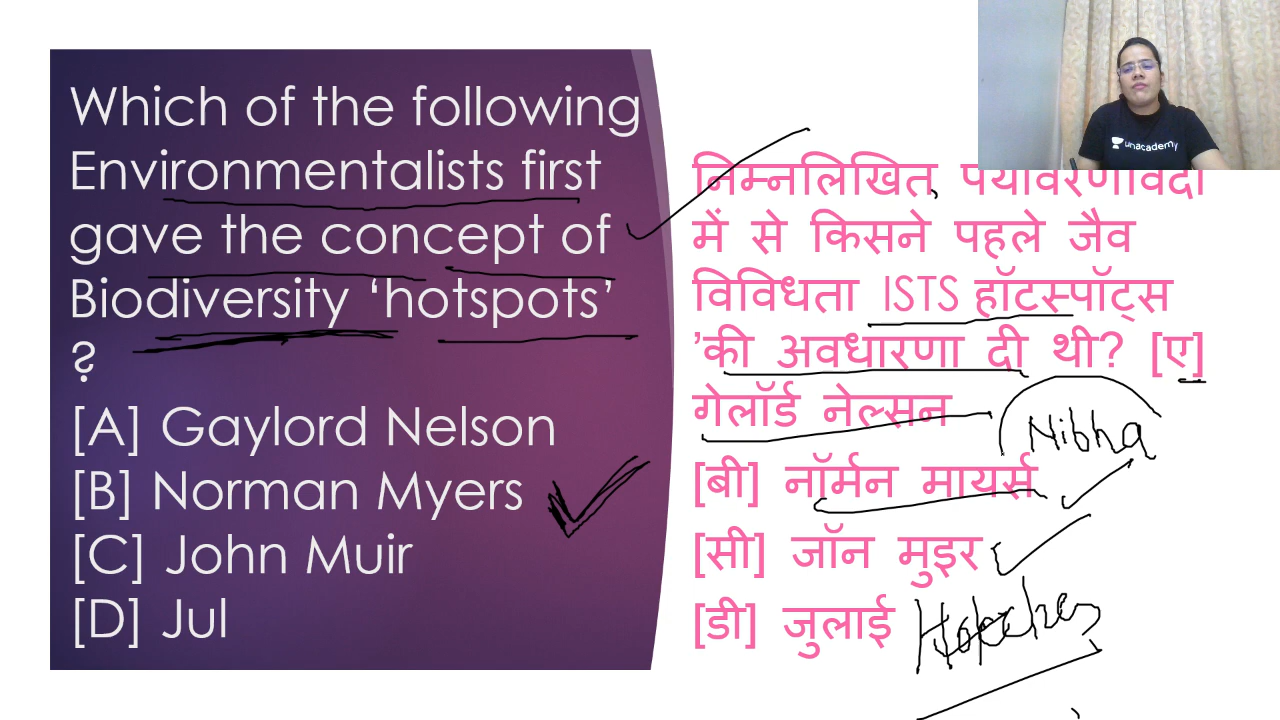 Which of the following
Environmentalists first
gave the concept of
Biodiversity ‘hotspots’
?
[A] Gaylord Nelson
[B] Norman Myers
[C] John Muir
[D] Jul
निम्नलिखित पर्यावरणविदों
में से किसने पहले जैव
विविधता ISTS हॉटस्पॉट्स
’की अवधारणा दी थी? [ए]
गेलॉर्ड नेल्सन
[बी] नॉर्मन मायर्स
[सी] जॉन मुइर
[डी] जुलाई
Nibha
unacademy